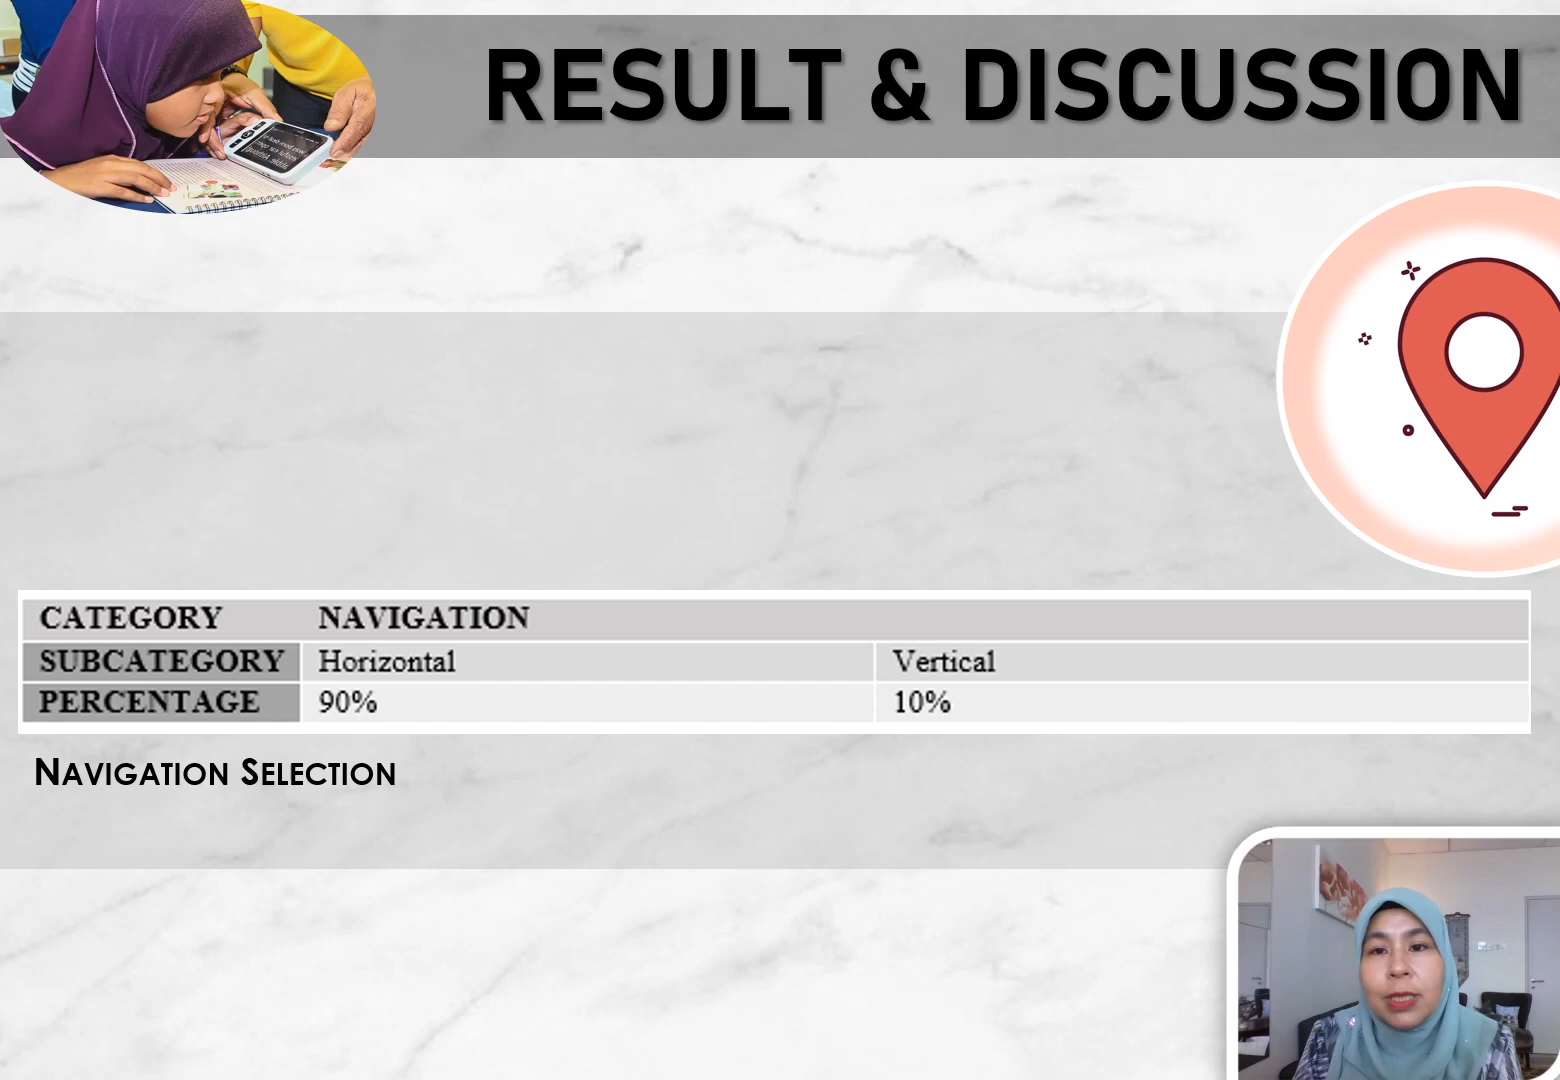 RESULT & DISCUSSION
CATEGORY NAVIGATION
SUBCATEGORY Horizontal Vertical
PERCENTAGE 90% 10%
NAVIGATION SELECTION